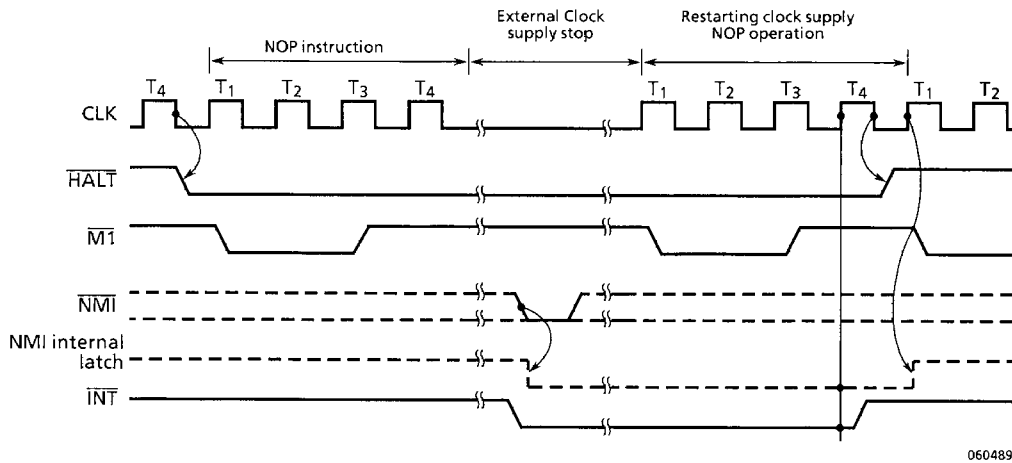 External Clock
supply stop
Restarting clock supply
NOP operation
NOP instruction
T4 T1 T2 T3 T4 T1 T2 T3 T4 T1 T2
CLK
HALT
M1
NMI
NMI internal
latch
INT
060489